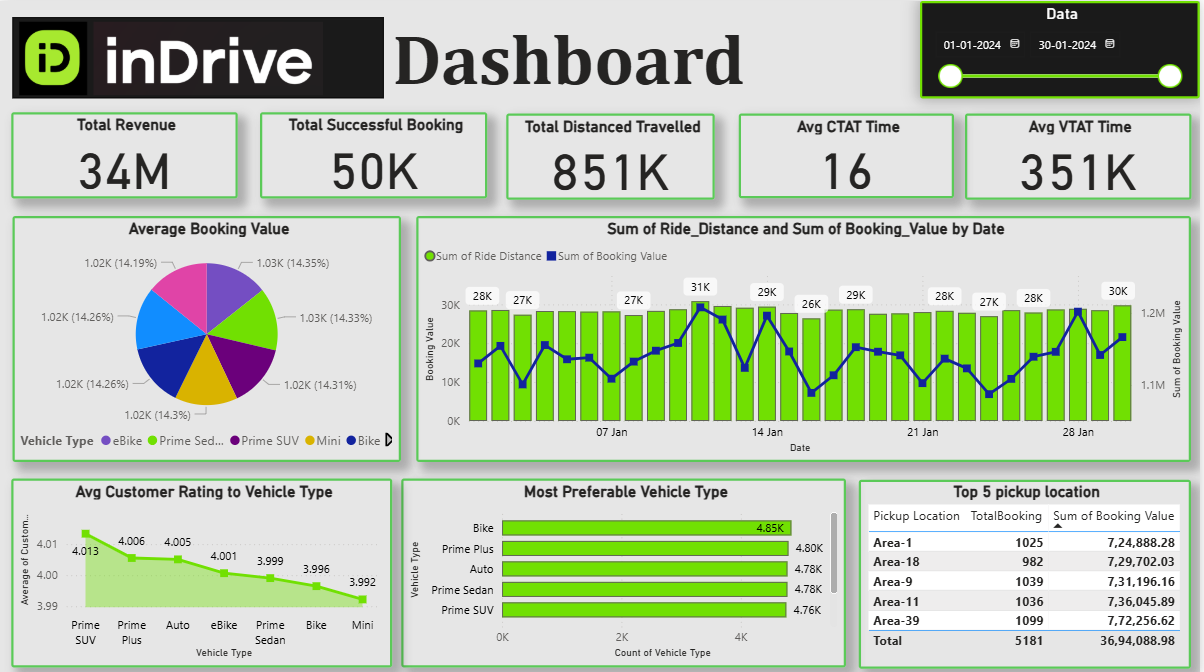 inDrive
Dashboard
Data
01-01-2024
30-01-2024
Total Revenue
34M
Total Successful Booking
50K
Total Distanced Travelled
851K
Avg CTAT Time
16
Avg VTAT Time
351K
Average Booking Value
1.02K (14.19%)
1.03K (14.35%)
1.02K (14.26%)
1.03K (14.33%)
1.02K (14.26%)
1.02K (14.31%)
1.02K (14.3%)
Vehicle Type eBike Prime Sed... Prime SUV Mini Bike
Sum of Ride_Distance and Sum of Booking_Value by Date
Sum of Ride Distance Sum of Booking Value
Booking Value
30K
20K
10K
0K
28K
27K
27K
31K
29K
26K
29K
28K
27K
28K
30K
1.2M
1.1M
Sum of Booking Value
07 Jan
14 Jan
21 Jan
28 Jan
Date
Avg Customer Rating to Vehicle Type
Average of Custom...
4.01
4.00
3.99
4.013
4.006
4.005
4.001
3.999
3.996
3.992
Prime SUV
Prime Plus
Auto
eBike
Prime Sedan
Bike
Mini
Vehicle Type
Most Preferable Vehicle Type
Vehicle Type
Bike 4.85K
Prime Plus 4.80K
Auto 4.78K
Prime Sedan 4.78K
Prime SUV 4.76K
0K 2K 4K
Count of Vehicle Type
Top 5 pickup location
Pickup Location TotalBooking Sum of Booking Value
Area-1 1025 7,24,888.28
Area-18 982 7,29,702.03
Area-9 1039 7,31,196.16
Area-11 1036 7,36,045.89
Area-39 1099 7,72,256.62
Total 5181 36,94,088.98